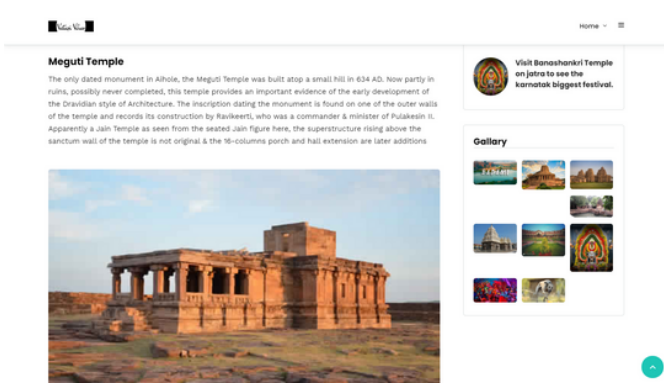 Home
Meguti Temple
The only dated monument in Aihole, the Meguti Temple was built atop a small hill in 634 AD. Now partly in
ruins, possibly never completed, this temple provides an important evidence of the early development of
the Dravidian style of Architecture. The inscription dating the monument is found on one of the outer walls
of the temple and records its construction by Ravikeerti, who was a commander & minister of Pulakesin II.
Apparently a Jain Temple as seen from the seated Jain figure here, the superstructure rising above the
sanctum wall of the temple is not original & the 16-columns porch and hall extension are later additions
Visit Banashankri Temple
on jatra to see the
karnatak biggest festival.
Gallary